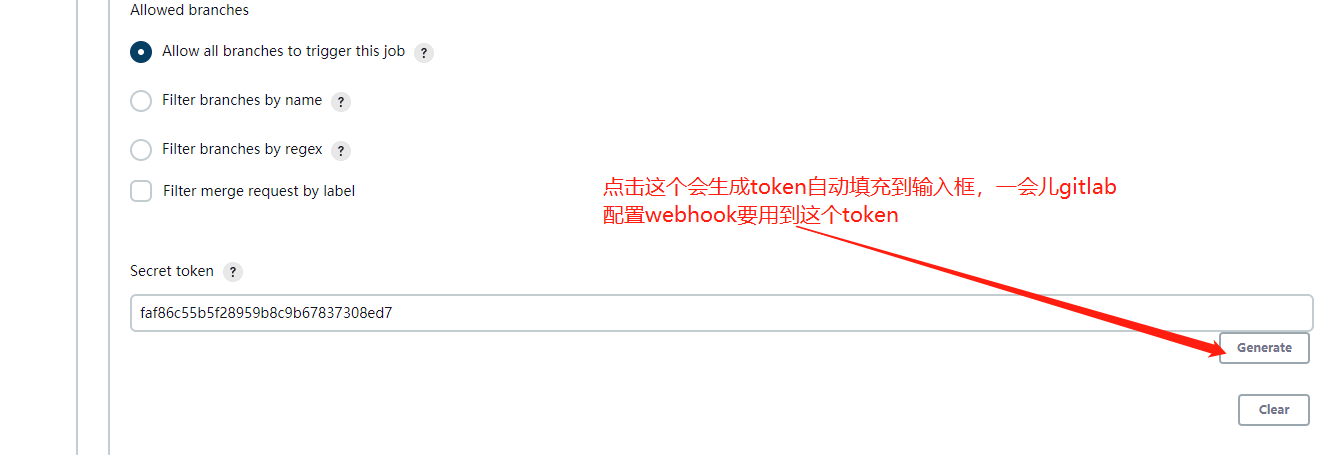 Allowed branches
Allow all branches to trigger this job ?
Filter branches by name ?
Filter branches by regex ?
Filter merge request by label
点击这个会生成token自动填充到输入框，一会儿gitlab
配置webhook要用到这个token
Secret token ?
faf86c55b5f28959b8c9b67837308ed7
Generate
Clear